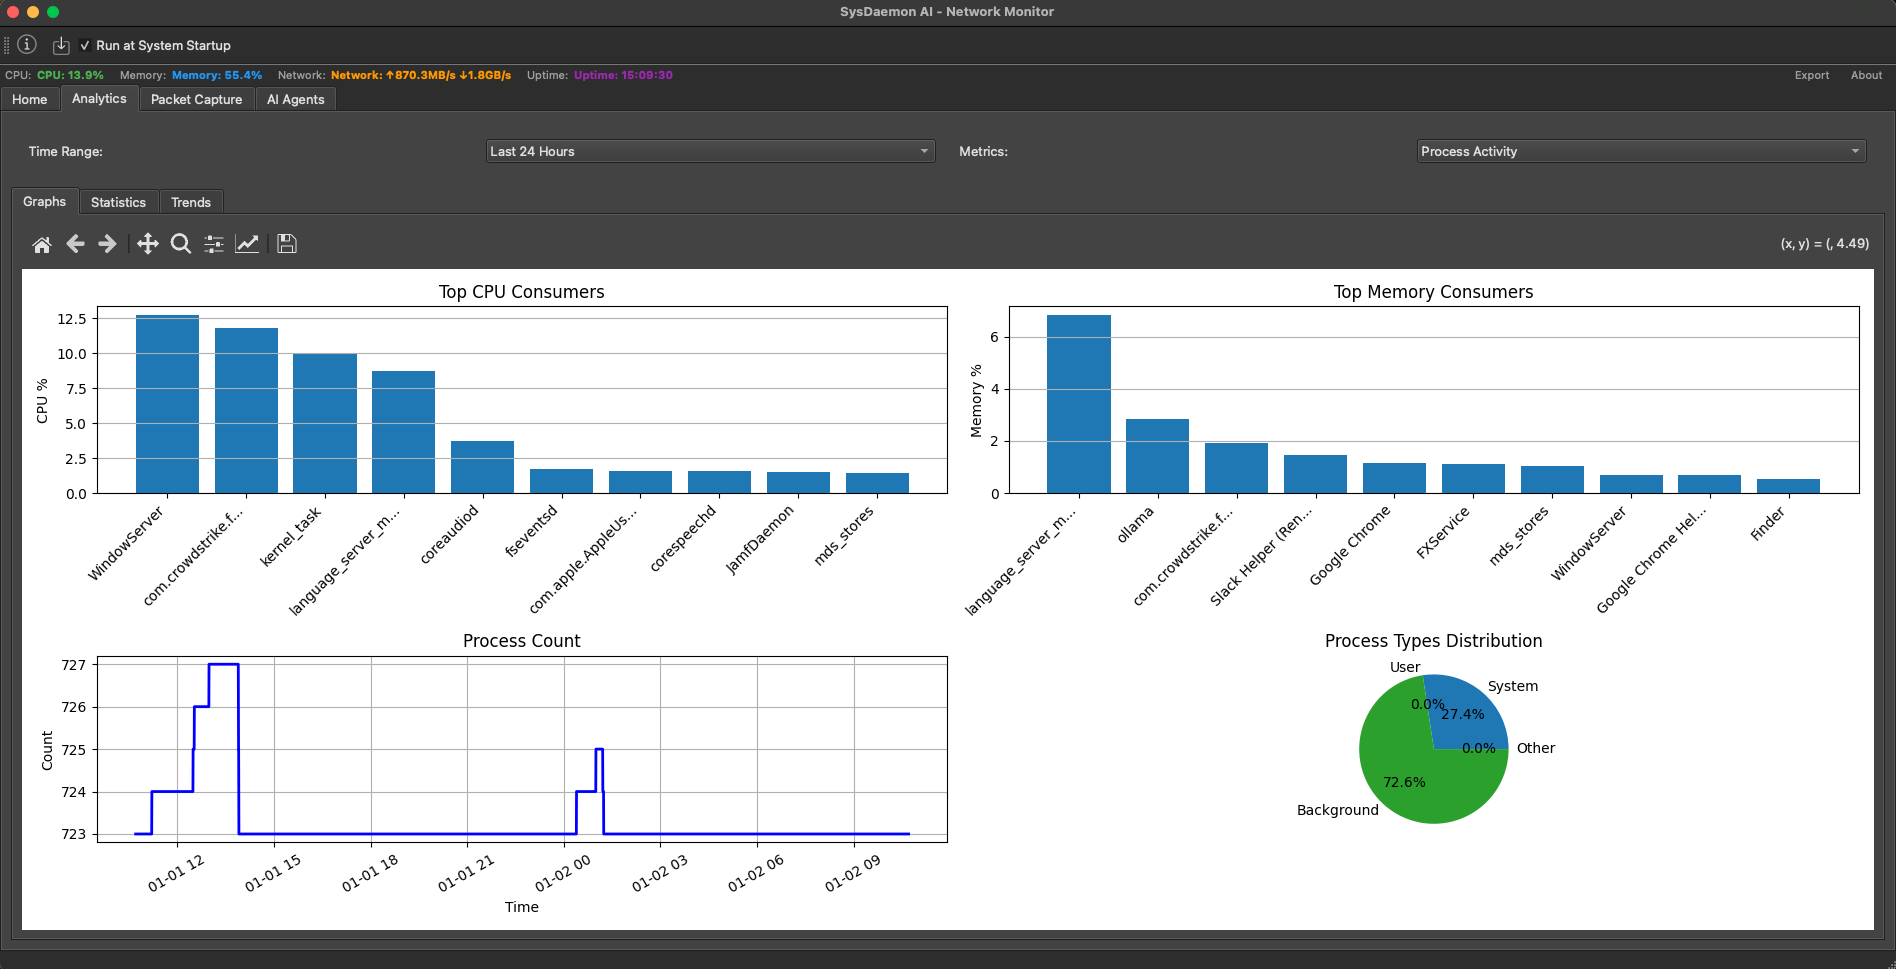 SysDaemon AI - Network Monitor
Run at System Startup
CPU: CPU: 13.9% Memory: Memory: 55.4% Network: Network: ↑870.3MB/s ↓1.8GB/s Uptime: Uptime: 15:09:30 Export About
Home Analytics Packet Capture AI Agents
Time Range: Last 24 Hours Metrics: Process Activity
Graphs Statistics Trends
(x, y) = (, 4.49)
Top CPU Consumers
CPU %
12.5
10.0
7.5
5.0
2.5
0.0
WindowServer
com.crowdstrike.f...
kernel_task
language_server_m...
coreaudiod
fseventsd
com.apple.AppleUs...
corespeechd
JamfDaemon
mds_stores
Top Memory Consumers
Memory %
6
4
2
0
language_server_m...
ollama
com.crowdstrike.f...
Slack Helper (Ren...
Google Chrome
FXService
mds_stores
WindowServer
Google Chrome Hel...
Finder
Process Count
Count
727
726
725
724
723
01-01 12
01-01 15
01-01 18
01-01 21
01-02 00
01-02 03
01-02 06
01-02 09
Time
Process Types Distribution
User
System
0.0%
27.4%
0.0%
Other
72.6%
Background